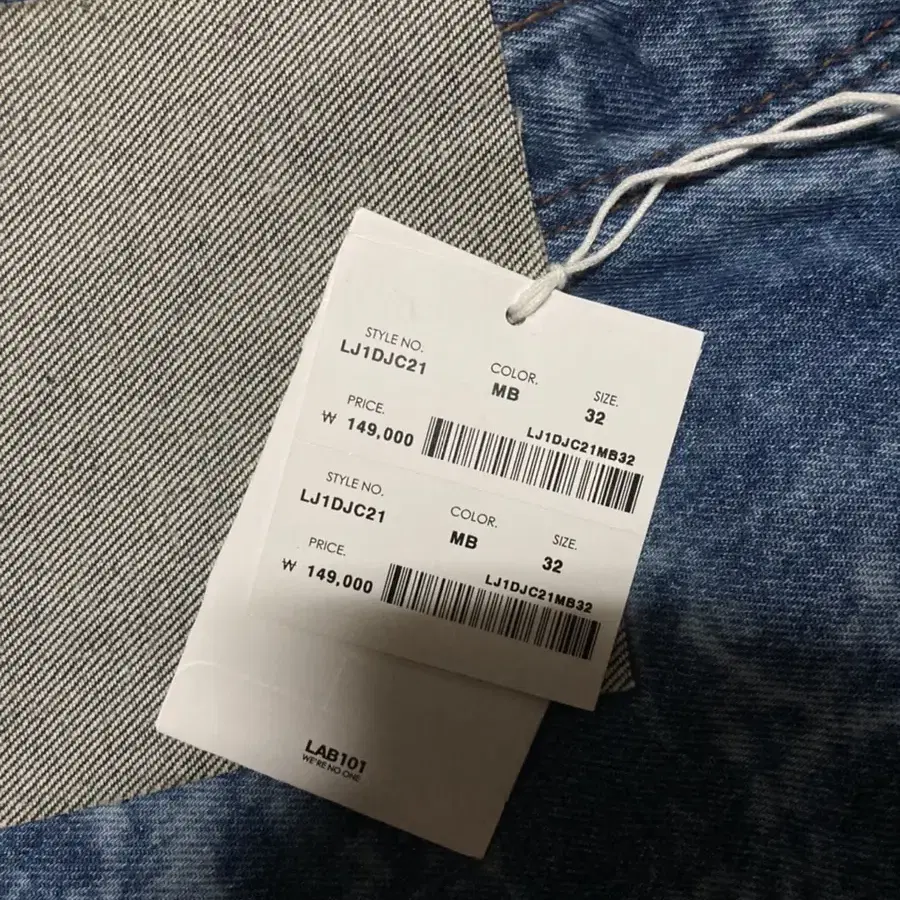 STYLE NO.
LJ1DJC21
COLOR.
MB
SIZE.
32
PRICE.
₩ 149,000
LJ1DJC21MB32
STYLE NO.
LJ1DJC21
COLOR.
MB
SIZE.
32
PRICE.
₩ 149,000
LJ1DJC21MB32
LAB101
WE'RE NO ONE